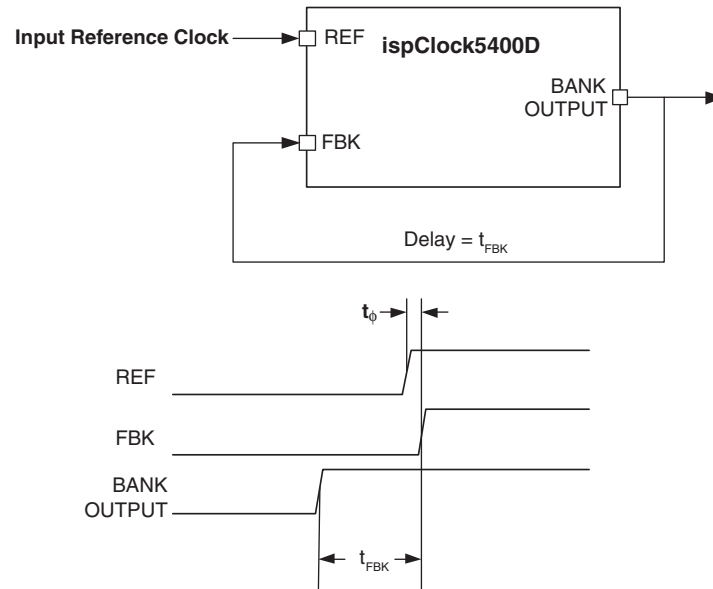 Input Reference Clock
REF
ispClock5400D
BANK
OUTPUT
FBK
Delay = tFBK
tϕ
REF
FBK
BANK
OUTPUT
tFBK